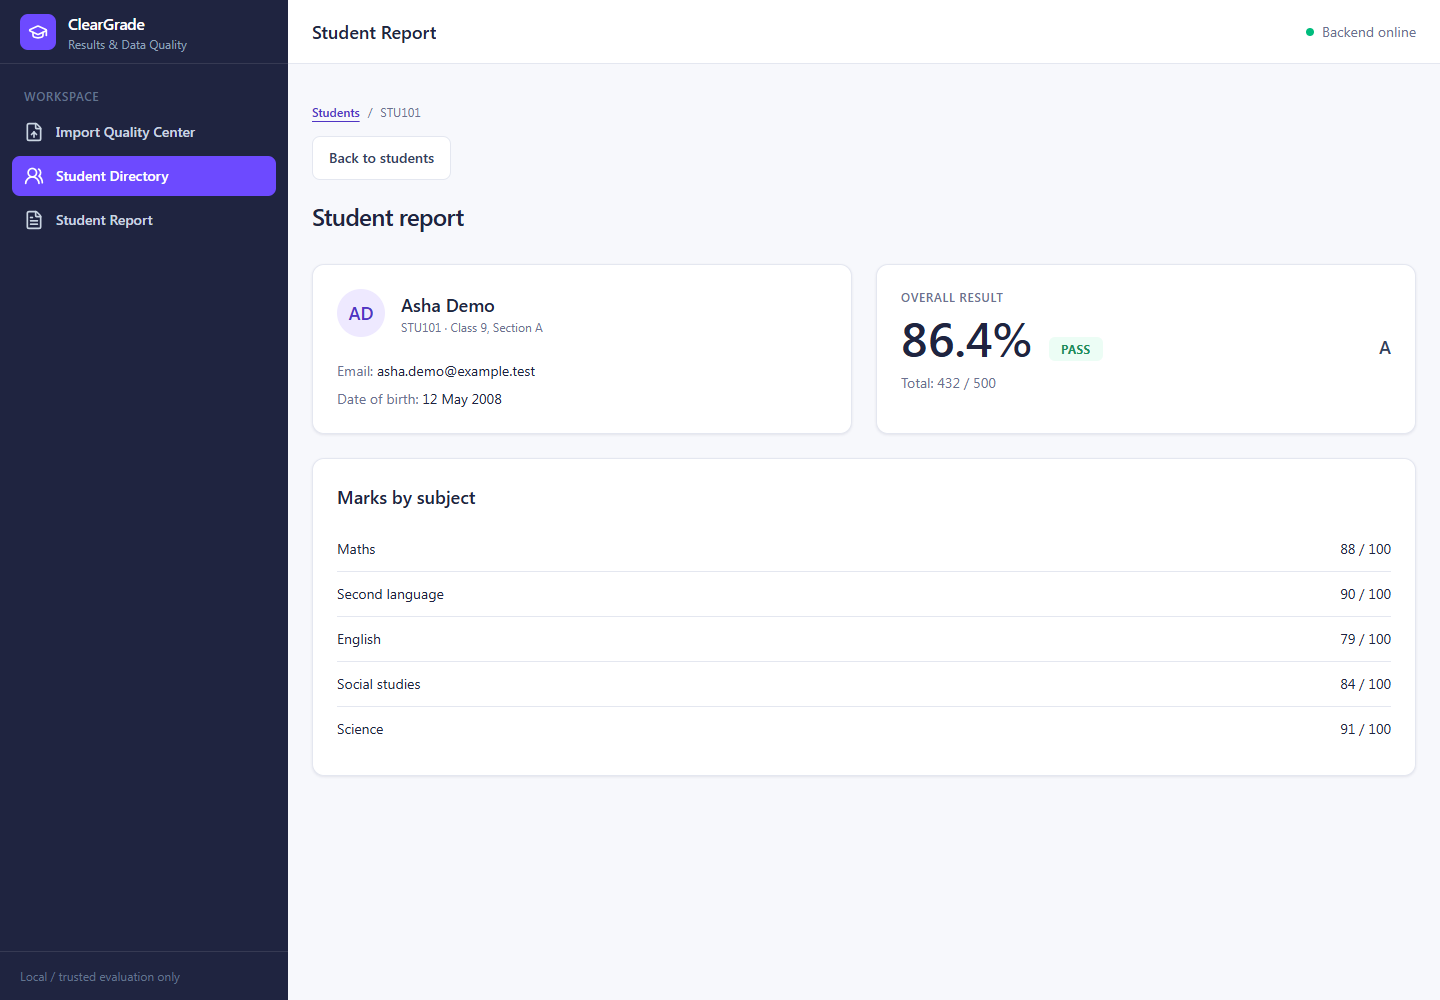 ClearGrade
Results & Data Quality
WORKSPACE
Import Quality Center
Student Directory
Student Report
Local / trusted evaluation only
Student Report
Backend online
Students / STU101
Back to students
Student report
AD
Asha Demo
STU101 · Class 9, Section A
Email: asha.demo@example.test
Date of birth: 12 May 2008
OVERALL RESULT
86.4% PASS
A
Total: 432 / 500
Marks by subject
Maths 88 / 100
Second language 90 / 100
English 79 / 100
Social studies 84 / 100
Science 91 / 100